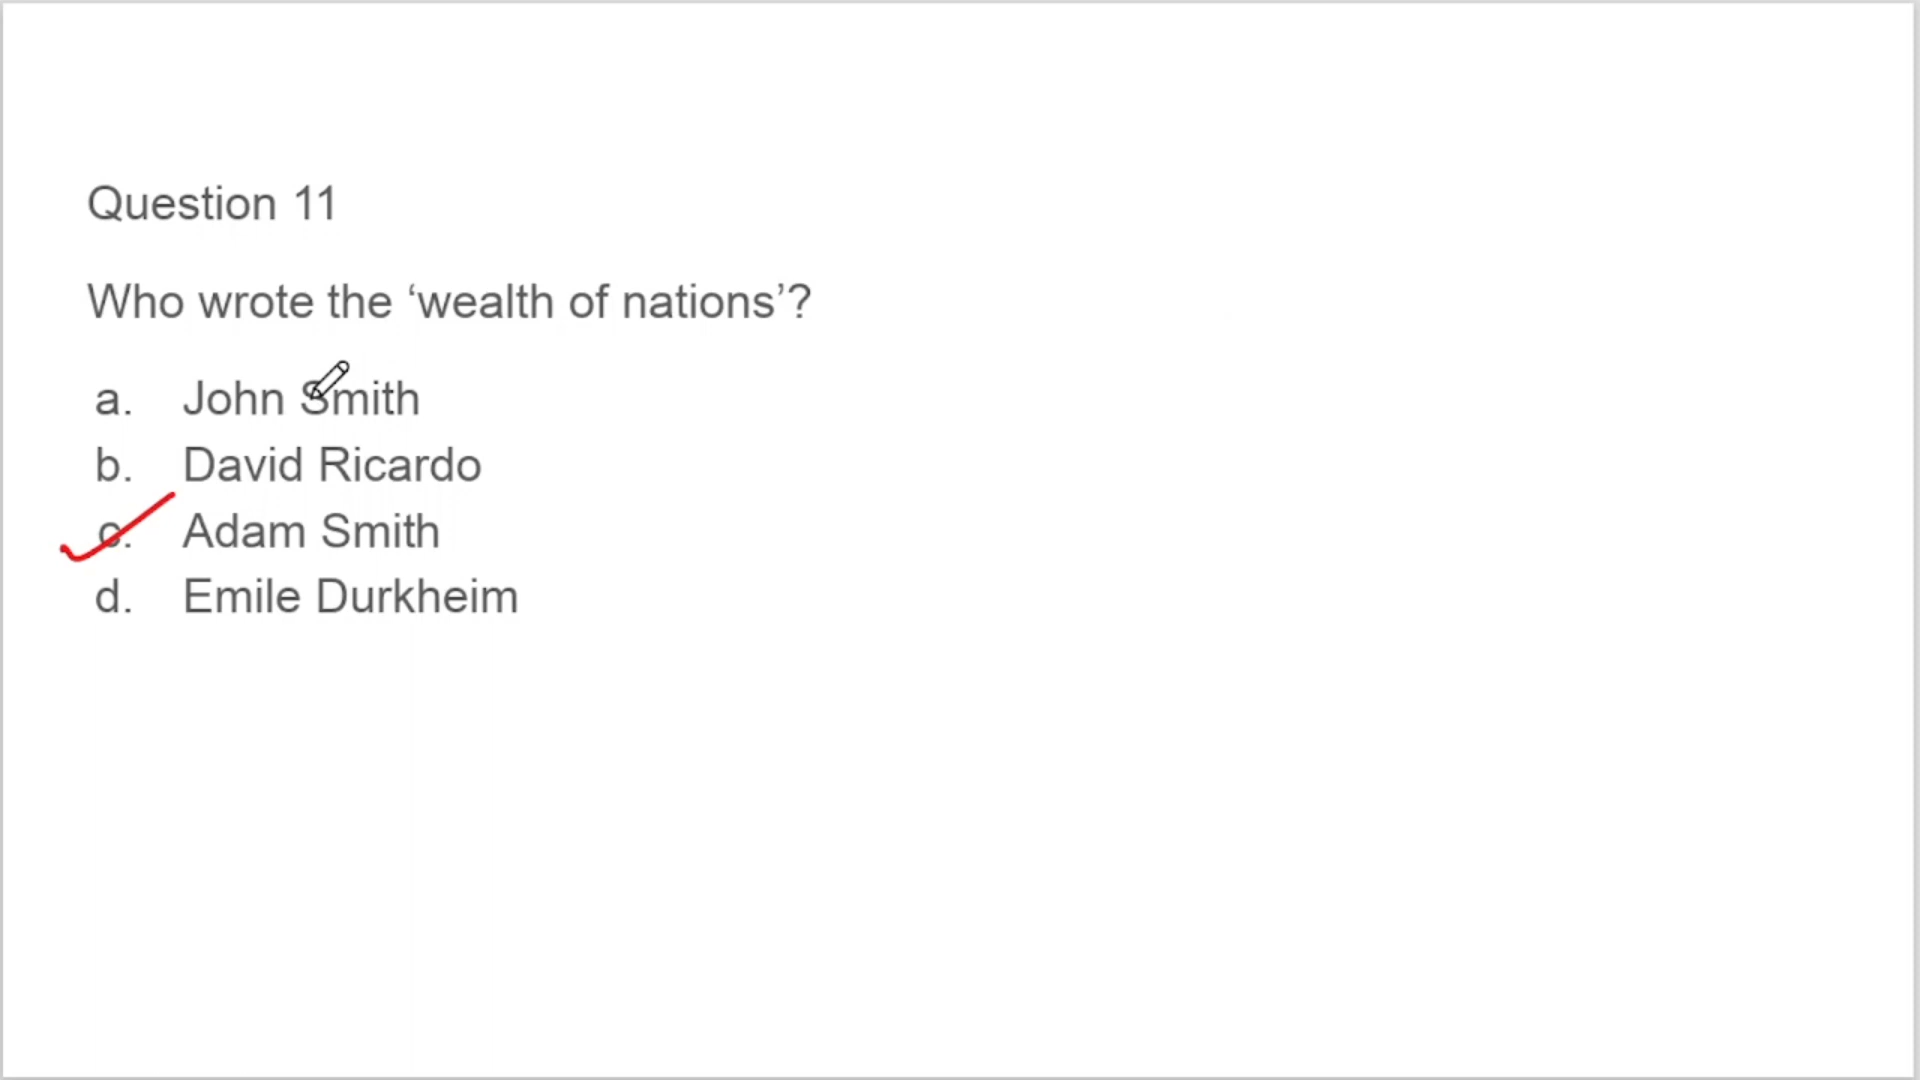 Question 11
Who wrote the ‘wealth of nations’?
a. John Smith
b. David Ricardo
c. Adam Smith
d. Emile Durkheim